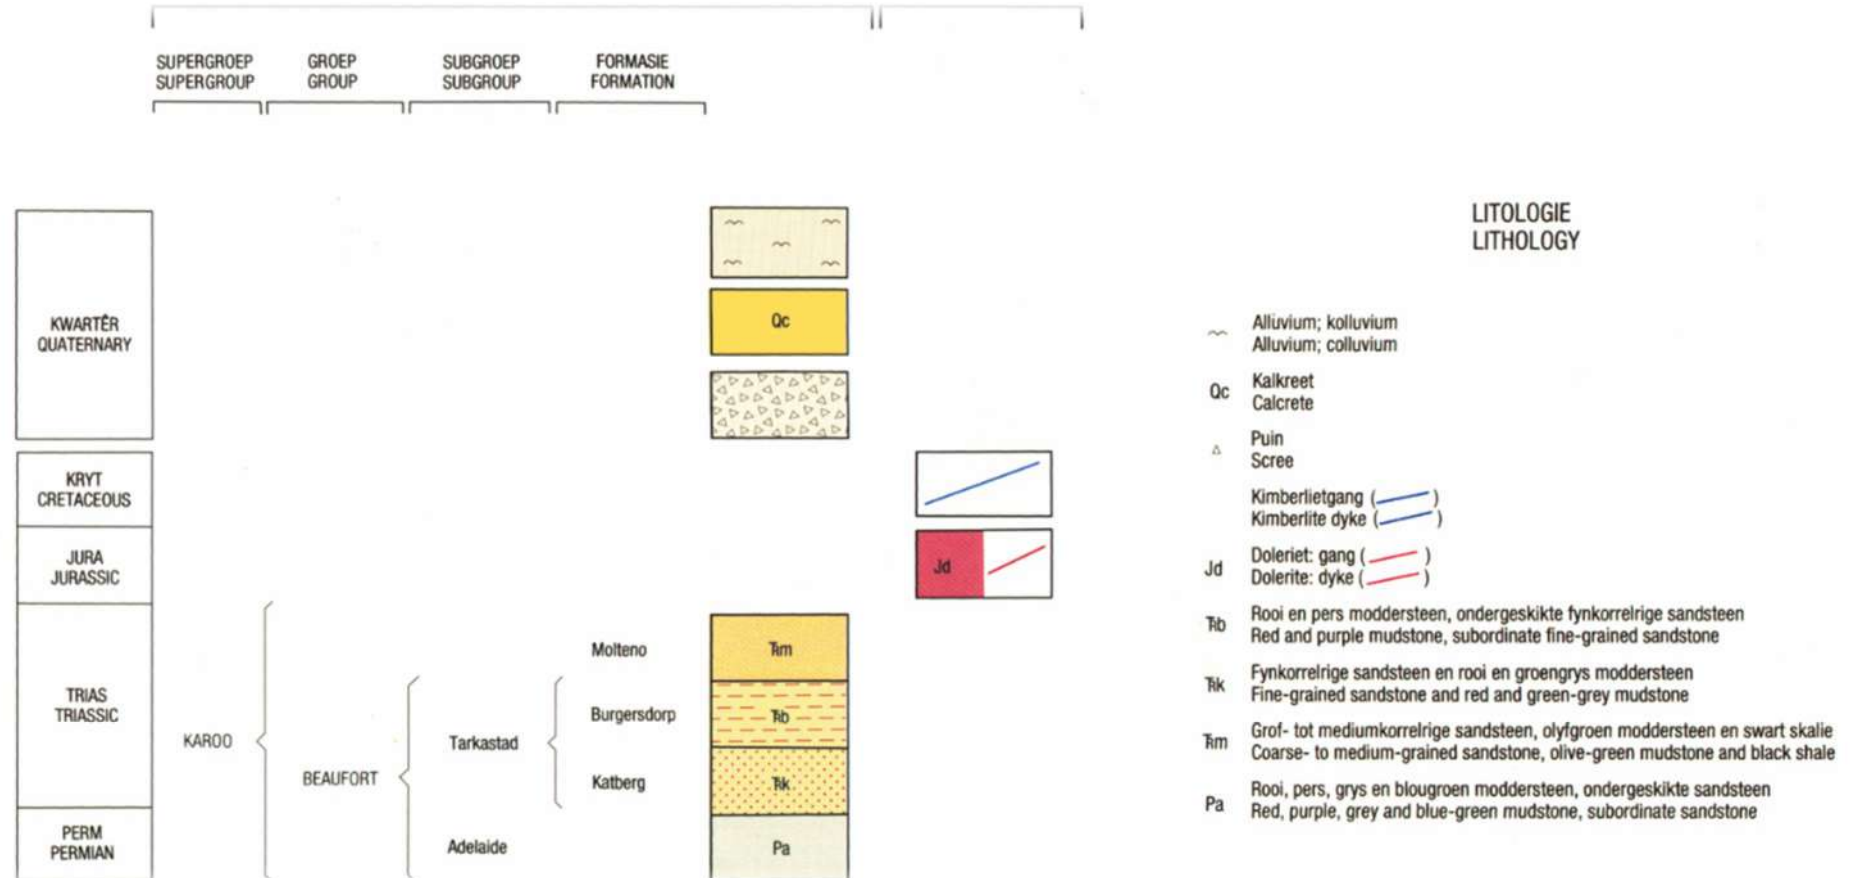 SUPERGROEP
SUPERGROUP
GROEP
GROUP
SUBGROEP
SUBGROUP
FORMASIE
FORMATION
KWARTÊR
QUATERNARY
Qc
KRYT
CRETACEOUS
JURA
JURASSIC
Jd
TRIAS
TRIASSIC
KAROO
BEAUFORT
Tarkastad
Adelaide
Molteno
Burgersdorp
Katberg
Ŧm
Ŧb
Ŧk
PERM
PERMIAN
Pa
LITOLOGIE
LITHOLOGY
Alluvium; kolluvium
Alluvium; colluvium
Qc Kalkreet
Calcrete
Puin
Scree
Kimberlietgang ( )
Kimberlite dyke ( )
Jd Doleriet: gang ( )
Dolerite: dyke ( )
Ŧb Rooi en pers moddersteen, ondergeskikte fynkorrelrige sandsteen
Red and purple mudstone, subordinate fine-grained sandstone
Ŧk Fynkorrelrige sandsteen en rooi en groengrys moddersteen
Fine-grained sandstone and red and green-grey mudstone
Ŧm Grof- tot mediumkorrelrige sandsteen, olyfgroen moddersteen en swart skalie
Coarse- to medium-grained sandstone, olive-green mudstone and black shale
Pa Rooi, pers, grys en blougroen moddersteen, ondergeskikte sandsteen
Red, purple, grey and blue-green mudstone, subordinate sandstone